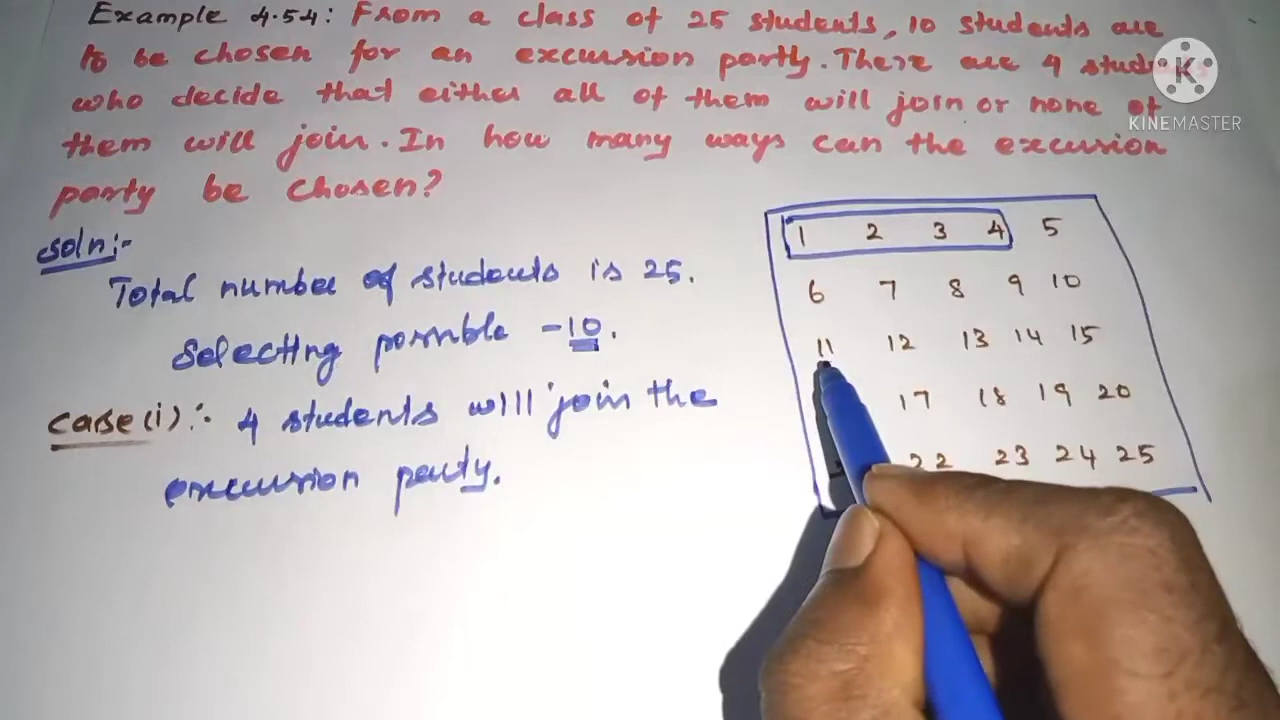 Example 4.54: From a class of 25 students, 10 students are
to be chosen for an excursion party. There are 4 students
who decide that either all of them will join or none of
them will join. In how many ways can the excusion
party be chosen?
Soln:-
Total number of students is 25.
Selecting possible - 10.
Case(i):- 4 students will join the
excursion party.
1 2 3 4 5
6 7 8 9 10
11 12 13 14 15
17 18 19 20
22 23 24 25
K
KINEMASTER